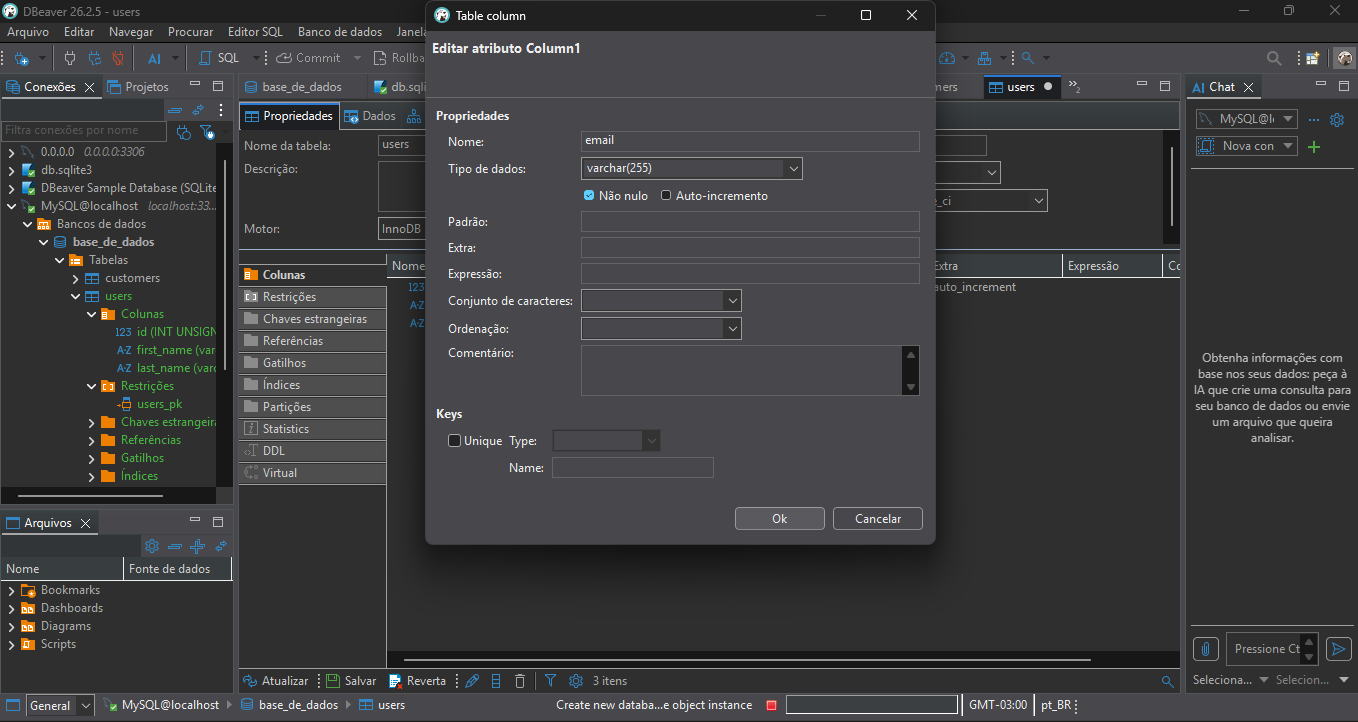 DBeaver 26.2.5 - users
Table column
Arquivo Editar Navegar Procurar Editor SQL Banco de dados Janela
Editar atributo Column1
AI SQL Commit Rollba
Conexões Projetos
base_de_dados db.sqli mers users »2
AI Chat
Filtra conexões por nome
Propriedades Dados
MySQL@l
Nova con
0.0.0.0 0.0.0.0:3306
db.sqlite3
DBeaver Sample Database (SQLite
MySQL@localhost localhost:33...
Bancos de dados
base_de_dados
Tabelas
customers
users
Colunas
123 id (INT UNSIGN
A-Z first_name (var
A-Z last_name (varc
Restrições
users_pk
Chaves estrangeira
Referências
Gatilhos
Índices
Nome da tabela: users
Descrição:
Motor: InnoDB
e_ci
Colunas
Restrições
Chaves estrangeiras
Referências
Gatilhos
Índices
Partições
Statistics
DDL
Virtual
Nome Extra Expressão Co
123 auto_increment
A-Z
A-Z
Propriedades
Nome: email
Tipo de dados: varchar(255)
Não nulo Auto-incremento
Padrão:
Extra:
Expressão:
Conjunto de caracteres:
Ordenação:
Comentário:
Keys
Unique Type:
Name:
Ok Cancelar
Obtenha informações com
base nos seus dados: peça à
IA que crie uma consulta para
seu banco de dados ou envie
um arquivo que queira
analisar.
Pressione Ct
Seleciona... Selecion...
Arquivos
Nome Fonte de dados
Bookmarks
Dashboards
Diagrams
Scripts
Atualizar Salvar Reverta 3 itens
General MySQL@localhost base_de_dados users Create new databa...e object instance GMT-03:00 pt_BR